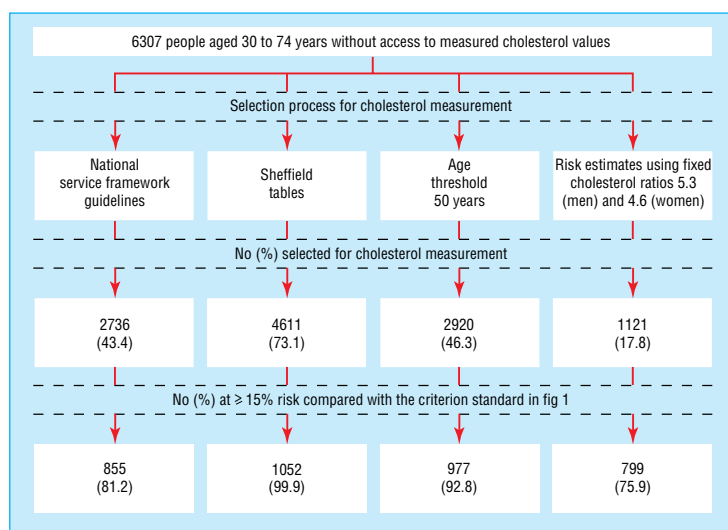 6307 people aged 30 to 74 years without access to measured cholesterol values
Selection process for cholesterol measurement
National
service framework
guidelines
Sheffield
tables
Age
threshold
50 years
Risk estimates using fixed
cholesterol ratios 5.3
(men) and 4.6 (women)
No (%) selected for cholesterol measurement
2736
(43.4)
4611
(73.1)
2920
(46.3)
1121
(17.8)
No (%) at ≥ 15% risk compared with the criterion standard in fig 1
855
(81.2)
1052
(99.9)
977
(92.8)
799
(75.9)